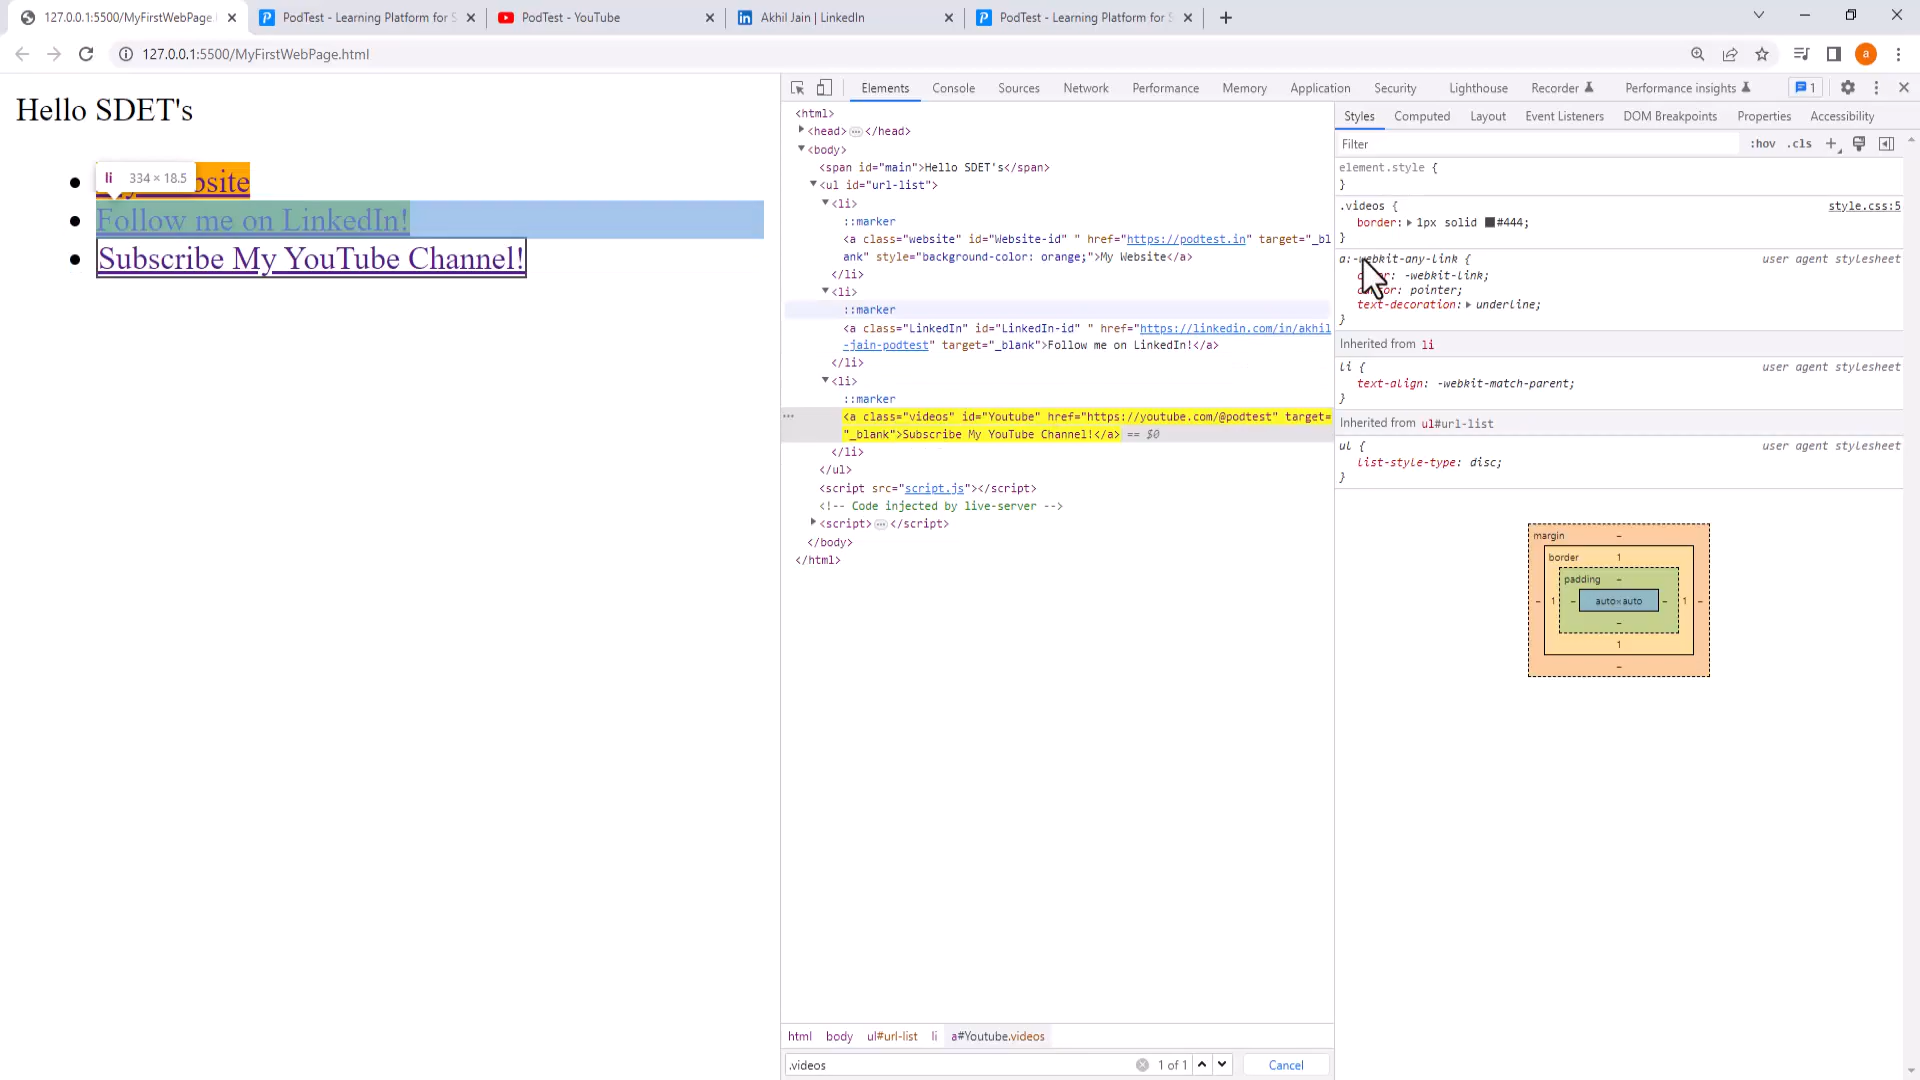 127.0.0.1:5500/MyFirstWebPage.
PodTest - Learning Platform for S
PodTest - YouTube
Akhil Jain | LinkedIn
PodTest - Learning Platform for S
127.0.0.1:5500/MyFirstWebPage.html
a
Hello SDET's
li 334 × 18.5
Follow me on LinkedIn!
Subscribe My YouTube Channel!
Elements Console Sources Network Performance Memory Application Security Lighthouse Recorder Performance insights 1
<html>
<head> ⋯ </head>
<body>
<span id="main">Hello SDET's</span>
<ul id="url-list">
<li>
::marker
<a class="website" id="Website-id" " href="https://podtest.in" target="_bl
ank" style="background-color: orange;">My Website</a>
</li>
<li>
::marker
<a class="LinkedIn" id="LinkedIn-id" " href="https://linkedin.com/in/akhil
-jain-podtest" target="_blank">Follow me on LinkedIn!</a>
</li>
<li>
::marker
<a class="videos" id="Youtube" href="https://youtube.com/@podtest" target=
"_blank">Subscribe My YouTube Channel!</a> == $0
</li>
</ul>
<script src="script.js"></script>
<!-- Code injected by live-server -->
<script> ⋯ </script>
</body>
</html>
html body ul#url-list li a#Youtube.videos
.videos 1 of 1 Cancel
Styles Computed Layout Event Listeners DOM Breakpoints Properties Accessibility
Filter :hov .cls +
element.style {
}
.videos { style.css:5
border: 1px solid #444;
}
a:-webkit-any-link { user agent stylesheet
-webkit-link;
pointer;
text-decoration: underline;
}
Inherited from li
li { user agent stylesheet
text-align: -webkit-match-parent;
}
Inherited from ul#url-list
ul { user agent stylesheet
list-style-type: disc;
}
margin –
border 1
padding –
– 1 – auto×auto – 1 –
–
1
–